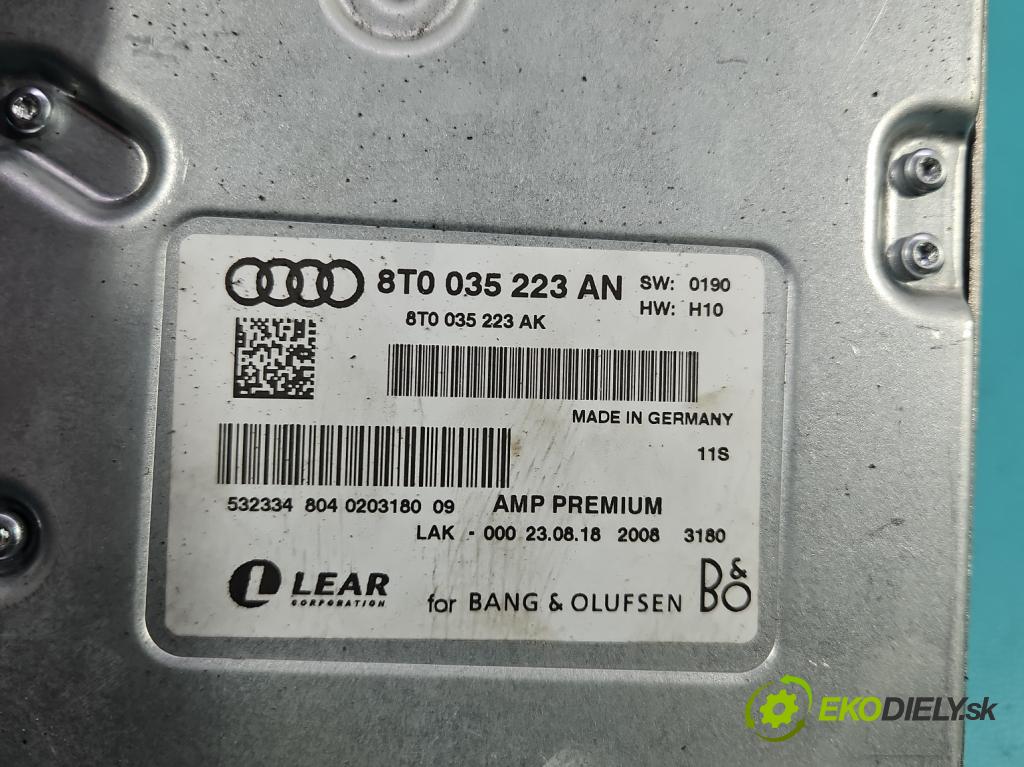 8T0 035 223 AN SW: 0190
8T0 035 223 AK HW: H10
MADE IN GERMANY
11S
532334 804 0203180 09 AMP PREMIUM
LAK - 000 23.08.18 2008 3180
LEAR
CORPORATION
for BANG & OLUFSEN B&O
EKODIELY.sk